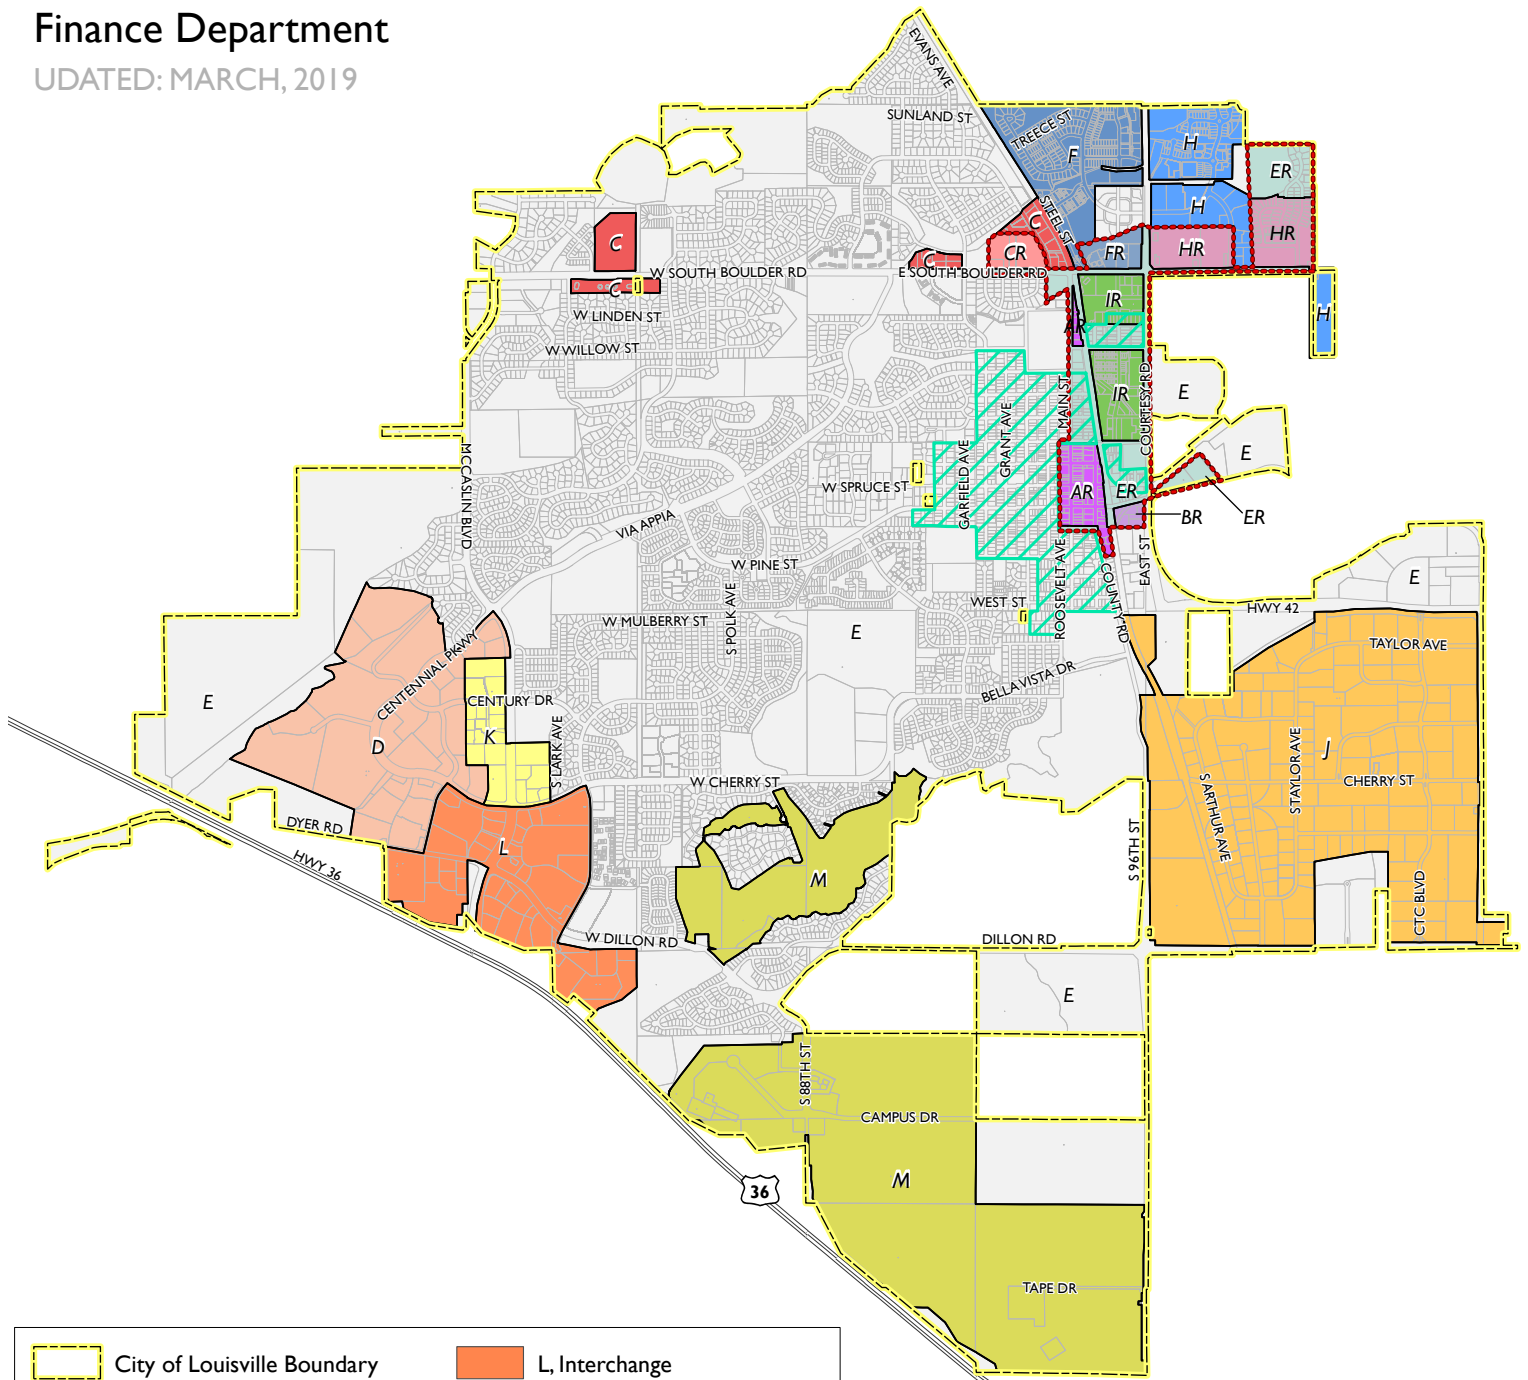 Finance Department
UDATED: MARCH, 2019
EVANS AVE
SUNLAND ST
TREECE ST
F
H
ER
C
STEEL ST
H
C
CR
FR
HR
HR
C
W SOUTH BOULDER RD
E SOUTH BOULDER RD
C
IR
H
W LINDEN ST
AR
W WILLOW ST
MAIN ST
IR
COURTESY RD
E
GRANT AVE
MCCASLIN BLVD
GARFIELD AVE
E
W SPRUCE ST
AR
ER
BR
ER
VIA APPIA
W PINE ST
ROOSEVELT AVE
COUNTY RD
EAST ST
E
S POLK AVE
WEST ST
HWY 42
W MULBERRY ST
E
TAYLOR AVE
CENTENNIAL PKWY
BELLA VISTA DR
E
CENTURY DR
K
D
S LARK AVE
S TAYLOR AVE
J
W CHERRY ST
CHERRY ST
S ARTHUR AVE
DYER RD
L
S 96TH ST
HWY 36
M
CTC BLVD
W DILLON RD
DILLON RD
E
S 88TH ST
CAMPUS DR
M
36
TAPE DR
City of Louisville Boundary
L, Interchange